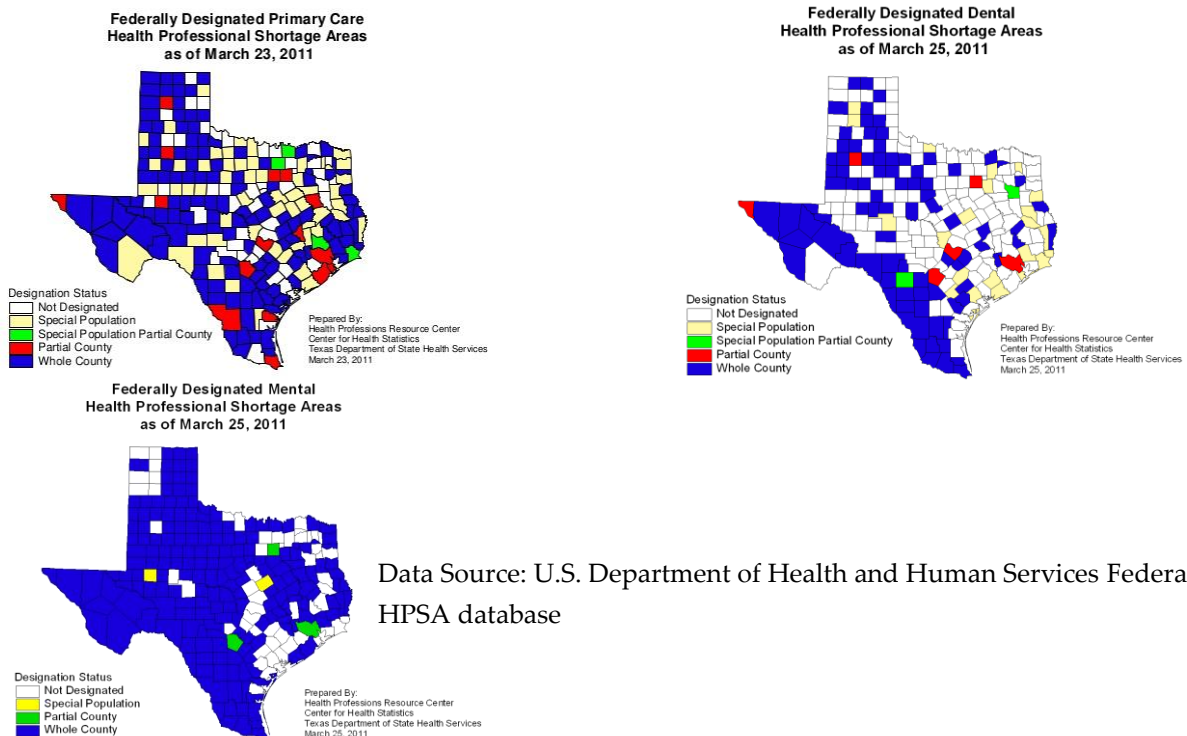 Federally Designated Primary Care
Health Professional Shortage Areas
as of March 23, 2011
Designation Status
Not Designated
Special Population
Special Population Partial County
Partial County
Whole County
Prepared By:
Health Professions Resource Center
Center for Health Statistics
Texas Department of State Health Services
March 23, 2011
Federally Designated Dental
Health Professional Shortage Areas
as of March 25, 2011
Designation Status
Not Designated
Special Population
Special Population Partial County
Partial County
Whole County
Prepared By:
Health Professions Resource Center
Center for Health Statistics
Texas Department of State Health Services
March 25, 2011
Federally Designated Mental
Health Professional Shortage Areas
as of March 25, 2011
Designation Status
Not Designated
Special Population
Partial County
Whole County
Prepared By:
Health Professions Resource Center
Center for Health Statistics
Texas Department of State Health Services
March 25, 2011
Data Source: U.S. Department of Health and Human Services Federa
HPSA database